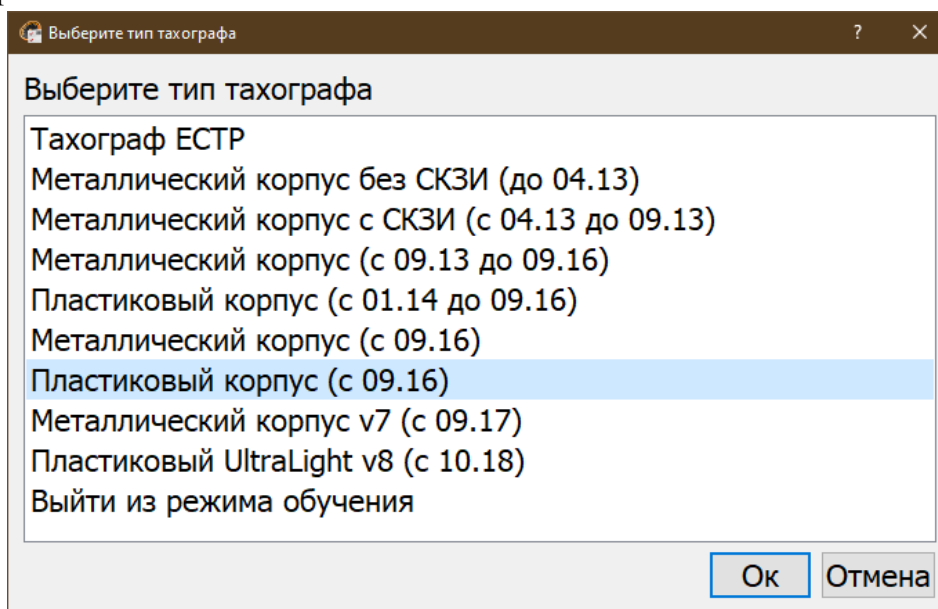 Выберите тип тахографа
?
Выберите тип тахографа
Тахограф ЕСТР
Металлический корпус без СКЗИ (до 04.13)
Металлический корпус с СКЗИ (с 04.13 до 09.13)
Металлический корпус (с 09.13 до 09.16)
Пластиковый корпус (с 01.14 до 09.16)
Металлический корпус (с 09.16)
Пластиковый корпус (с 09.16)
Металлический корпус v7 (с 09.17)
Пластиковый UltraLight v8 (с 10.18)
Выйти из режима обучения
Ок
Отмена